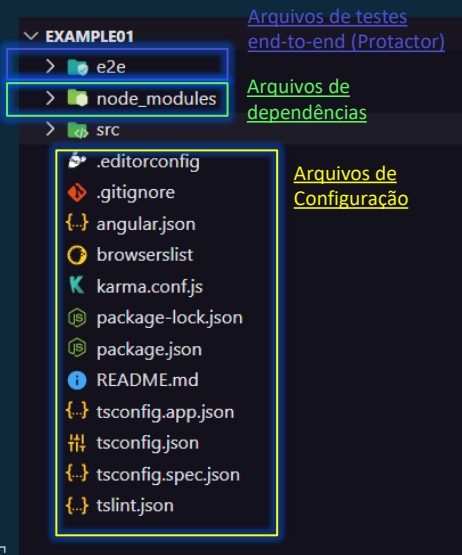 Arquivos de testes
end-to-end (Protactor)
EXAMPLE01
e2e
Arquivos de
dependências
node_modules
src
Arquivos de
Configuração
.editorconfig
.gitignore
angular.json
browserslist
karma.conf.js
package-lock.json
package.json
README.md
tsconfig.app.json
tsconfig.json
tsconfig.spec.json
tslint.json